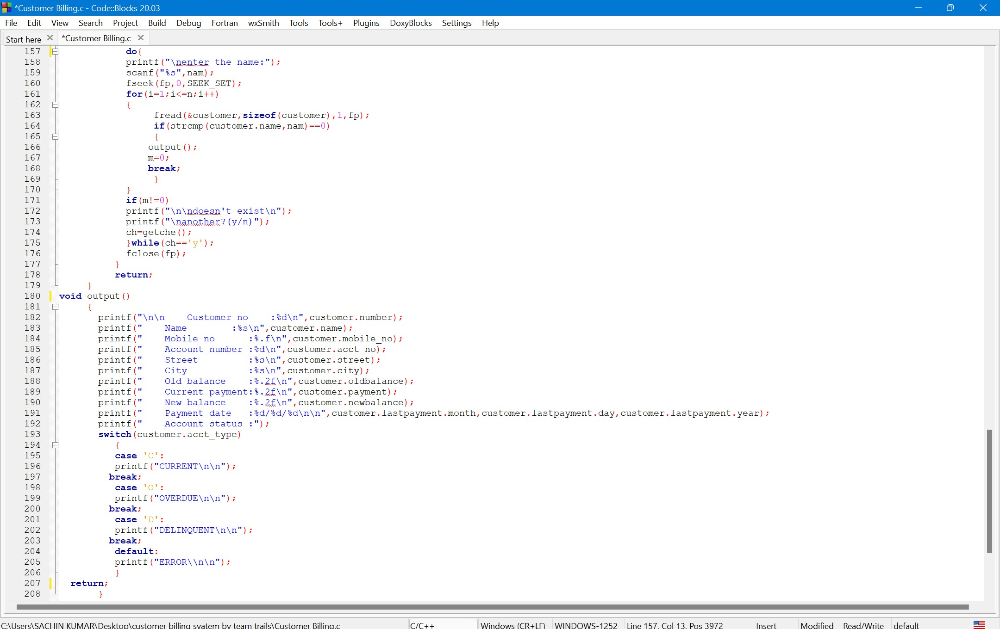 *Customer Billing.c - Code::Blocks 20.03
File Edit View Search Project Build Debug Fortran wxSmith Tools Tools+ Plugins DoxyBlocks Settings Help
Start here *Customer Billing.c
157 do{
158 printf("\nenter the name:");
159 scanf("%s",nam);
160 fseek(fp,0,SEEK_SET);
161 for(i=1;i<=n;i++)
162 {
163 fread(&customer,sizeof(customer),1,fp);
164 if(strcmp(customer.name,nam)==0)
165 {
166 output();
167 m=0;
168 break;
169 }
170 }
171 if(m!=0)
172 printf("\n\ndoesn't exist\n");
173 printf("\nanother?(y/n)");
174 ch=getche();
175 }while(ch=='y');
176 fclose(fp);
177 }
178 return;
179 }
180 void output()
181 {
182 printf("\n\n    Customer no    :%d\n",customer.number);
183 printf("    Name        :%s\n",customer.name);
184 printf("    Mobile no      :%.f\n",customer.mobile_no);
185 printf("    Account number :%d\n",customer.acct_no);
186 printf("    Street         :%s\n",customer.street);
187 printf("    City           :%s\n",customer.city);
188 printf("    Old balance    :%.2f\n",customer.oldbalance);
189 printf("    Current payment:%.2f\n",customer.payment);
190 printf("    New balance    :%.2f\n",customer.newbalance);
191 printf("    Payment date   :%d/%d/%d\n\n",customer.lastpayment.month,customer.lastpayment.day,customer.lastpayment.year);
192 printf("    Account status :");
193 switch(customer.acct_type)
194 {
195 case 'C':
196 printf("CURRENT\n\n");
197 break;
198 case 'O':
199 printf("OVERDUE\n\n");
200 break;
201 case 'D':
202 printf("DELINQUENT\n\n");
203 break;
204 default:
205 printf("ERROR\\n\n");
206 }
207 return;
208 }
C:\Users\SACHIN KUMAR\Desktop\customer billing syatem by team trails\Customer Billing.c C/C++ Windows (CR+LF) WINDOWS-1252 Line 157, Col 13, Pos 3972 Insert Modified Read/Write default